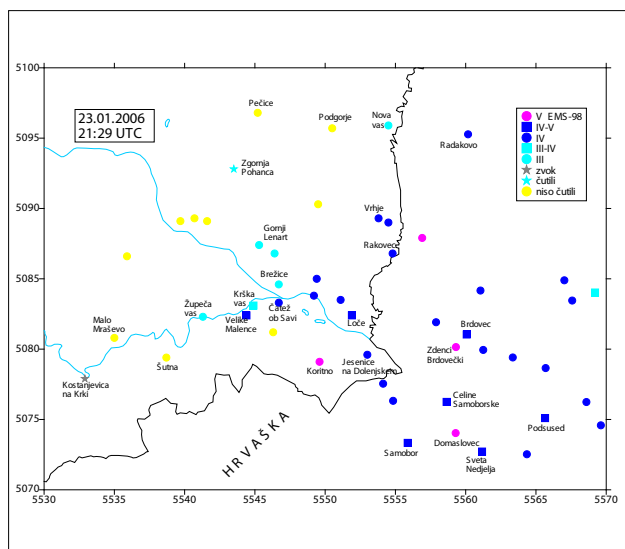 5100
5095
5090
5085
5080
5075
5070
5530
5535
5540
5545
5550
5555
5560
5565
5570
23.01.2006
21:29 UTC
V EMS-98
IV-V
IV
III-IV
III
zvok
čutili
niso čutili
Pečice
Podgorje
Nova
vas
Radakovo
Zgornja
Pohanca
Vrhje
Gornji
Lenart
Rakovec
Brežice
Krška
vas
Župeča
vas
Velike
Malence
Čatež
ob Savi
Loče
Brdovec
Malo
Mraševo
Šutna
Koritno
Jesenice
na Dolenjskem
Zdenci
Brdovečki
Kostanjevica
na Krki
Celine
Samoborske
Podsused
Domaslovec
Samobor
Sveta
Nedjelja
HRVAŠKA